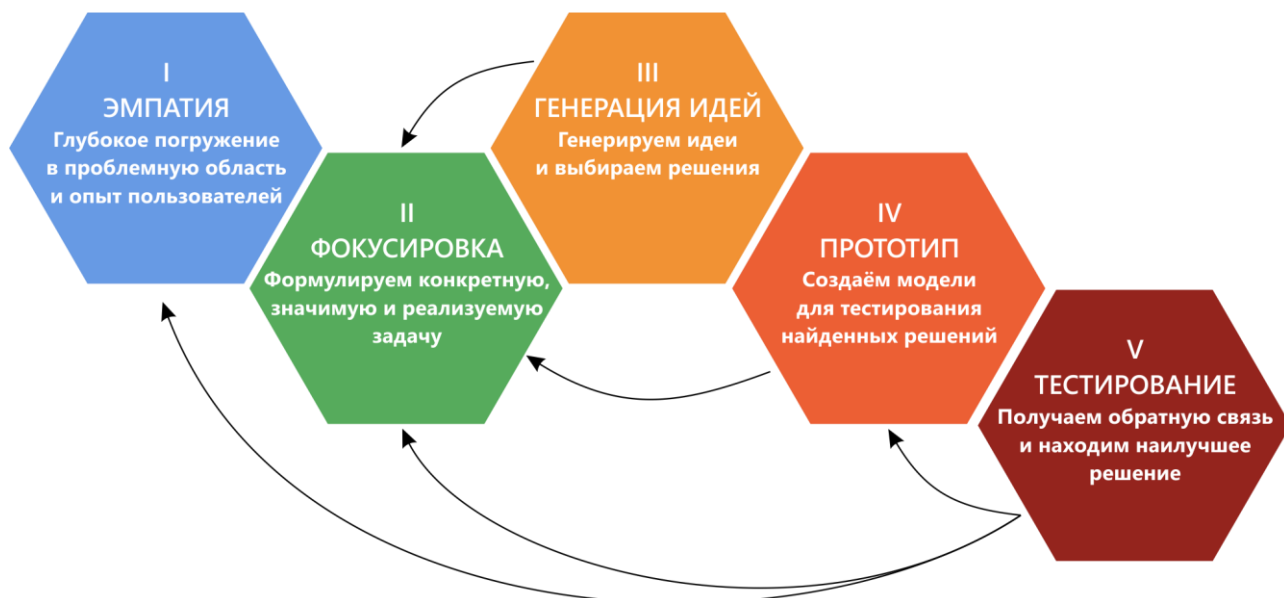 I
ЭМПАТИЯ
Глубокое погружение
в проблемную область
и опыт пользователей
II
ФОКУСИРОВКА
Формулируем конкретную,
значимую и реализуемую
задачу
III
ГЕНЕРАЦИЯ ИДЕЙ
Генерируем идеи
и выбираем решения
IV
ПРОТОТИП
Создаём модели
для тестирования
найденных решений
V
ТЕСТИРОВАНИЕ
Получаем обратную связь
и находим наилучшее
решение